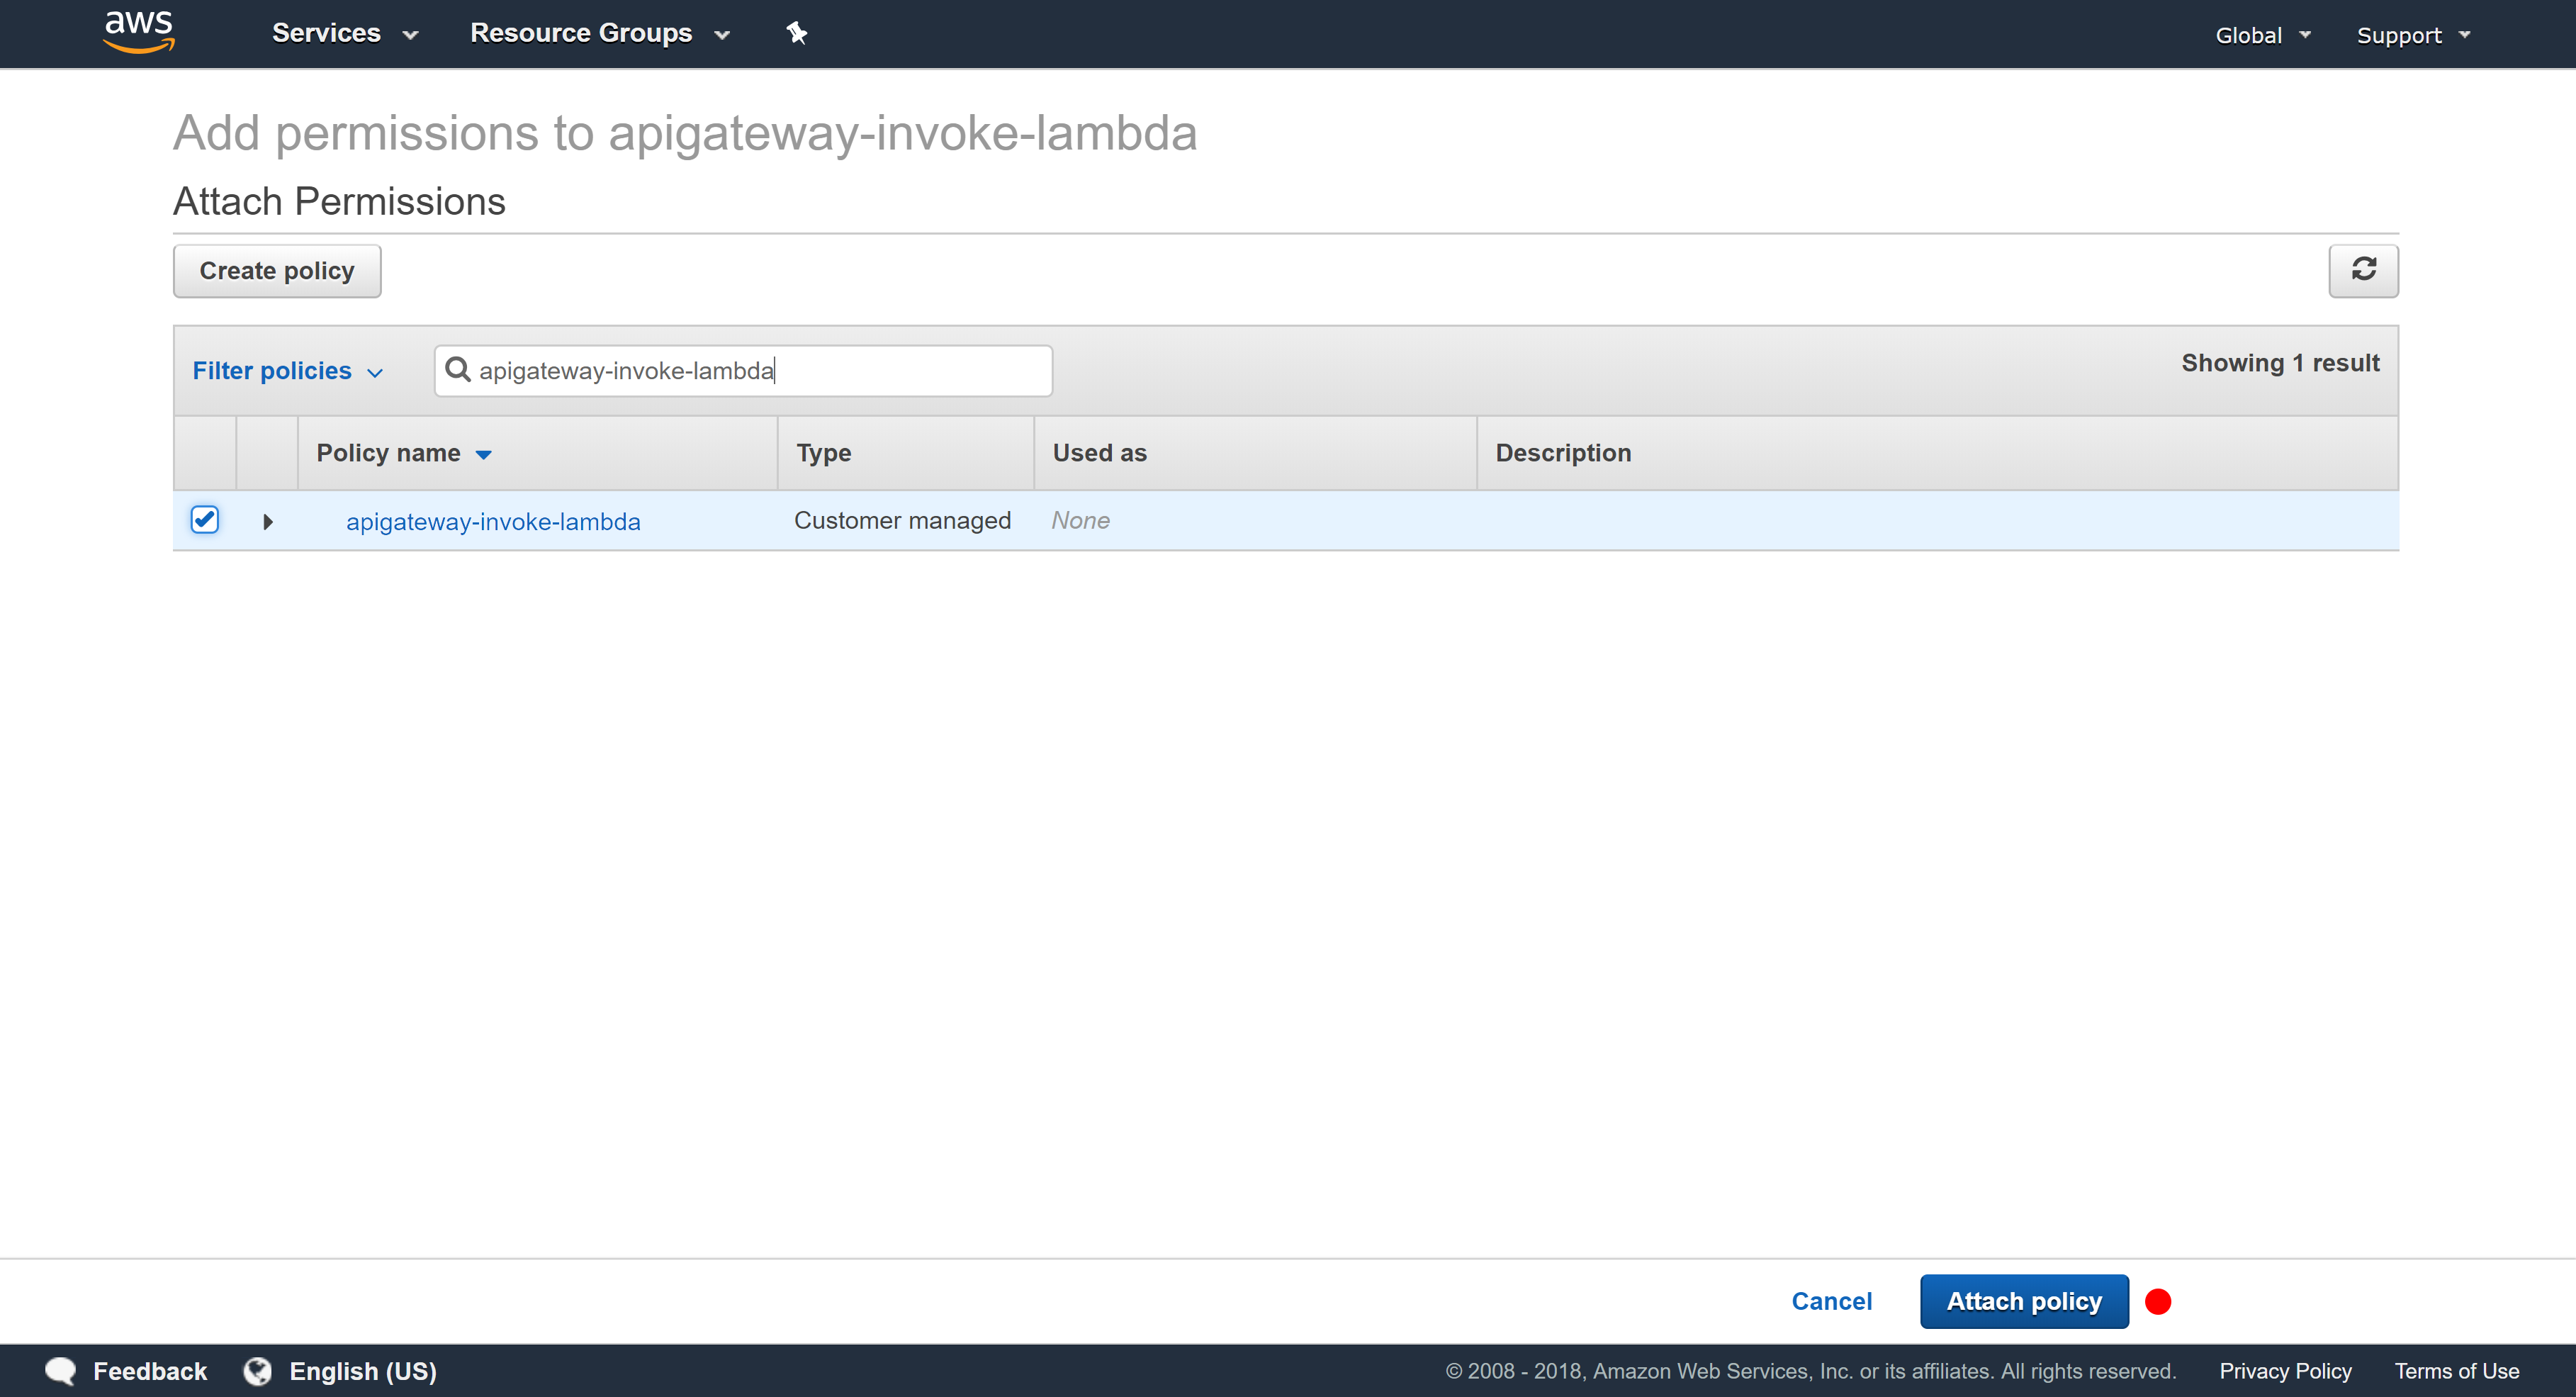 aws Services Resource Groups Global Support
Add permissions to apigateway-invoke-lambda
Attach Permissions
Create policy
Filter policies apigateway-invoke-lambda Showing 1 result
Policy name Type Used as Description
apigateway-invoke-lambda Customer managed None
Cancel Attach policy
Feedback English (US) © 2008 - 2018, Amazon Web Services, Inc. or its affiliates. All rights reserved. Privacy Policy Terms of Use